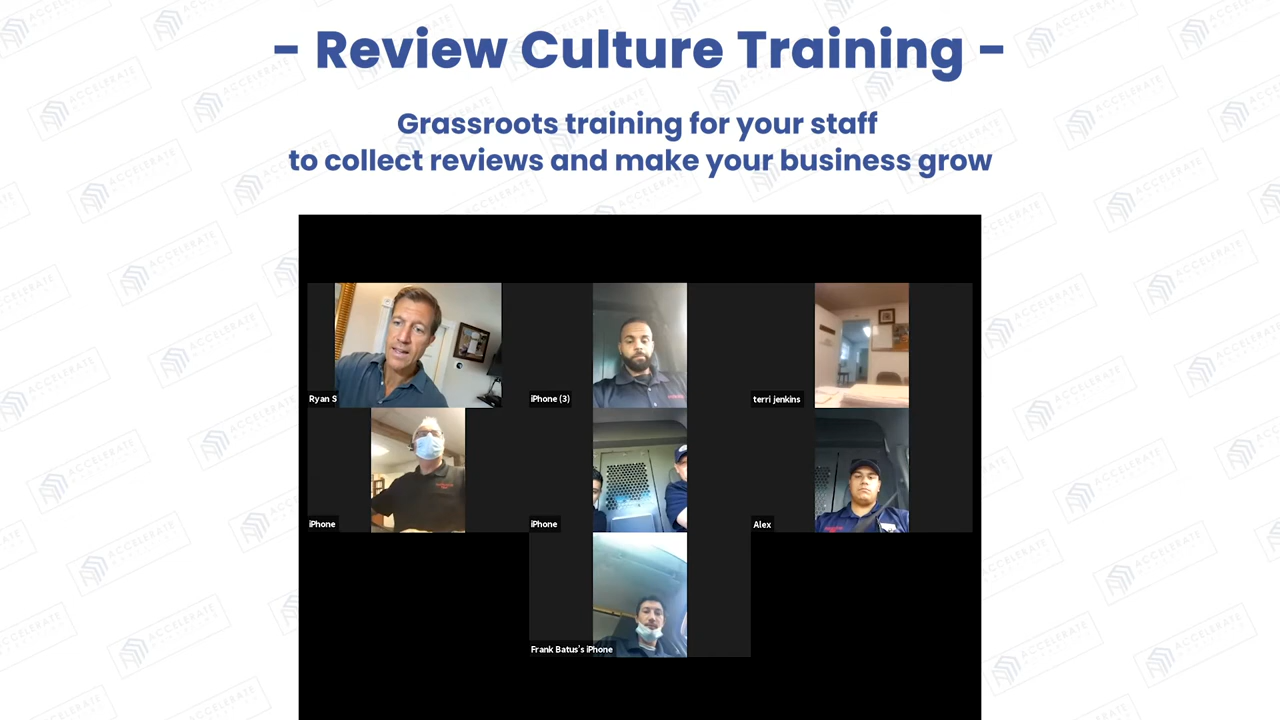 - Review Culture Training -
Grassroots training for your staff
to collect reviews and make your business grow
Ryan S
iPhone (3)
terri jenkins
iPhone
iPhone
Alex
Frank Batus's iPhone
ACCELERATE